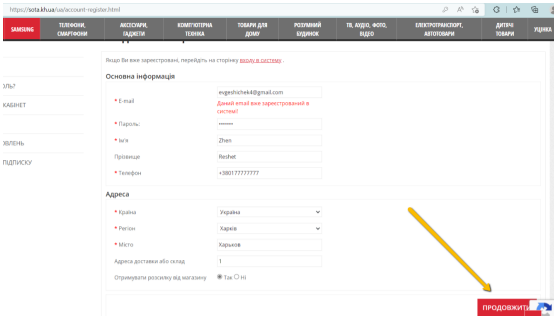 https://sota.kh.ua/ua/account-register.html
SAMSUNG
ТЕЛЕФОНИ, СМАРТФОНИ
АКСЕСУАРИ, ГАДЖЕТИ
КОМП'ЮТЕРНА ТЕХНІКА
ТОВАРИ ДЛЯ ДОМУ
РОЗУМНИЙ БУДИНОК
ТВ, АУДІО, ФОТО, ВІДЕО
ЕЛЕКТРОТРАНСПОРТ, АВТОТОВАРИ
ДИТЯЧІ ТОВАРИ
УЦІНКА
Якщо Ви вже зареєстровані, перейдіть на сторінку входу в систему.
Основна інформація
* E-mail
evgeshichek4@gmail.com
Даний email вже зареєстрований в
системі!
* Пароль:
* Ім'я
Zhen
Прізвище
Reshet
* Телефон
+380177777777
Адреса
* Країна
Україна
* Регіон
Харків
* Місто
Харьков
Адреса доставки або склад
1
Отримувати розсилку від магазину
Так Ні
ОЛЬ?
КАБІНЕТ
ВЛЕНЬ
ПІДПИСКУ
ПРОДОВЖИТИ